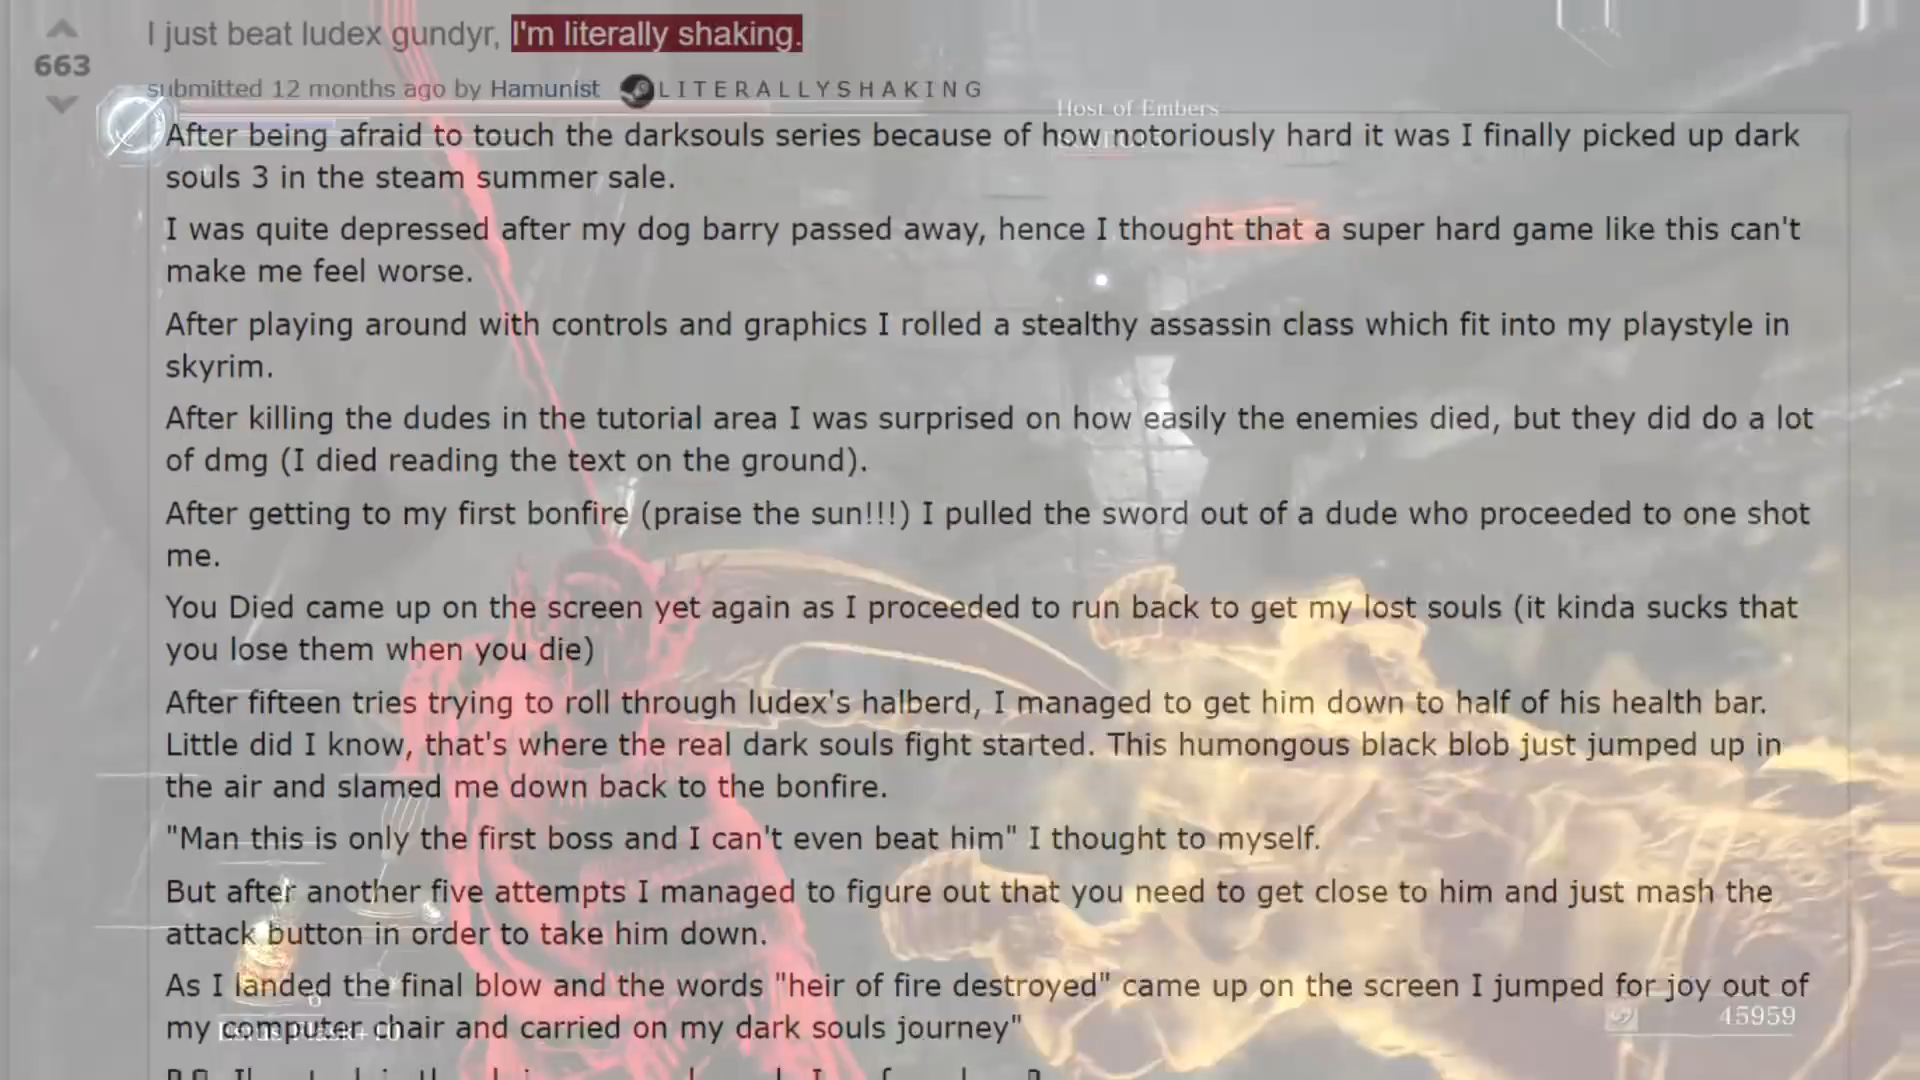 I just beat ludex gundyr, I'm literally shaking.
663
submitted 12 months ago by Hamunist LITERALLYSHAKING
Host of Embers
After being afraid to touch the darksouls series because of how notoriously hard it was I finally picked up dark
souls 3 in the steam summer sale.
I was quite depressed after my dog barry passed away, hence I thought that a super hard game like this can't
make me feel worse.
After playing around with controls and graphics I rolled a stealthy assassin class which fit into my playstyle in
skyrim.
After killing the dudes in the tutorial area I was surprised on how easily the enemies died, but they did do a lot
of dmg (I died reading the text on the ground).
After getting to my first bonfire (praise the sun!!!) I pulled the sword out of a dude who proceeded to one shot
me.
You Died came up on the screen yet again as I proceeded to run back to get my lost souls (it kinda sucks that
you lose them when you die)
After fifteen tries trying to roll through ludex's halberd, I managed to get him down to half of his health bar.
Little did I know, that's where the real dark souls fight started. This humongous black blob just jumped up in
the air and slamed me down back to the bonfire.
"Man this is only the first boss and I can't even beat him" I thought to myself.
But after another five attempts I managed to figure out that you need to get close to him and just mash the
attack button in order to take him down.
As I landed the final blow and the words "heir of fire destroyed" came up on the screen I jumped for joy out of
my computer chair and carried on my dark souls journey"
6
45959